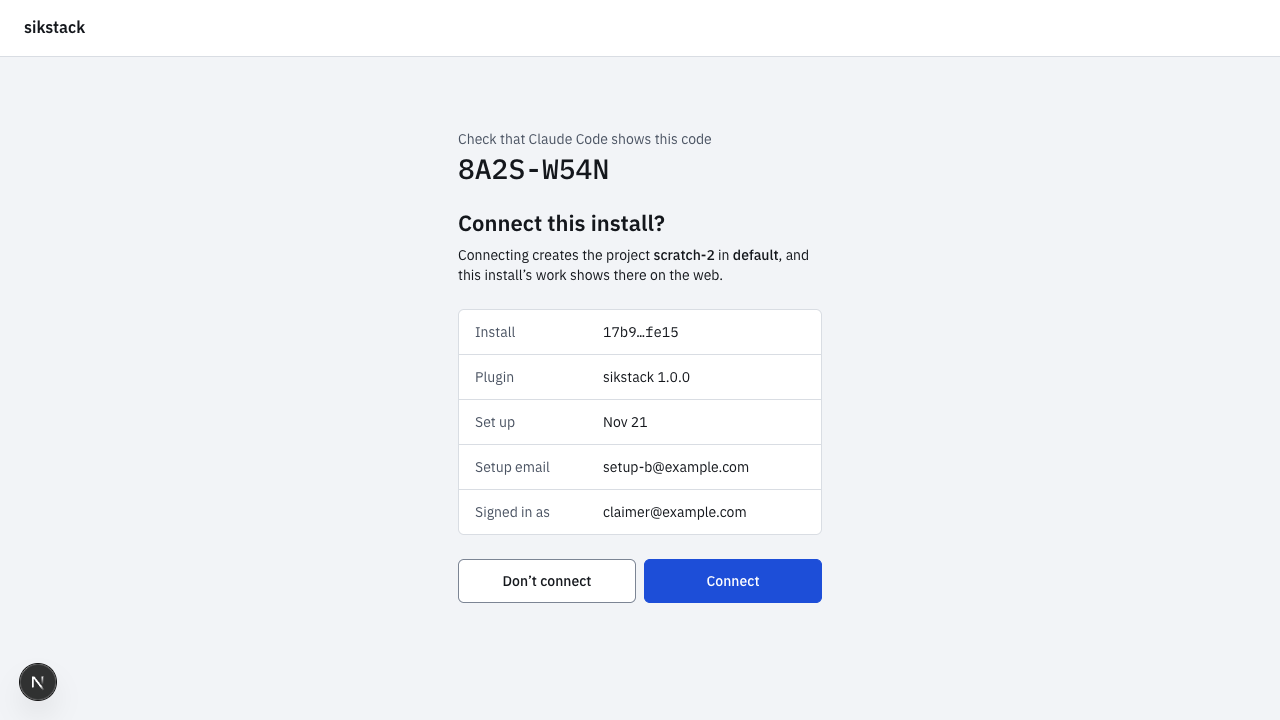 sikstack
Check that Claude Code shows this code
8A2S-W54N
Connect this install?
Connecting creates the project scratch-2 in default, and
this install’s work shows there on the web.
Install 17b9…fe15
Plugin sikstack 1.0.0
Set up Nov 21
Setup email setup-b@example.com
Signed in as claimer@example.com
Don’t connect Connect
N